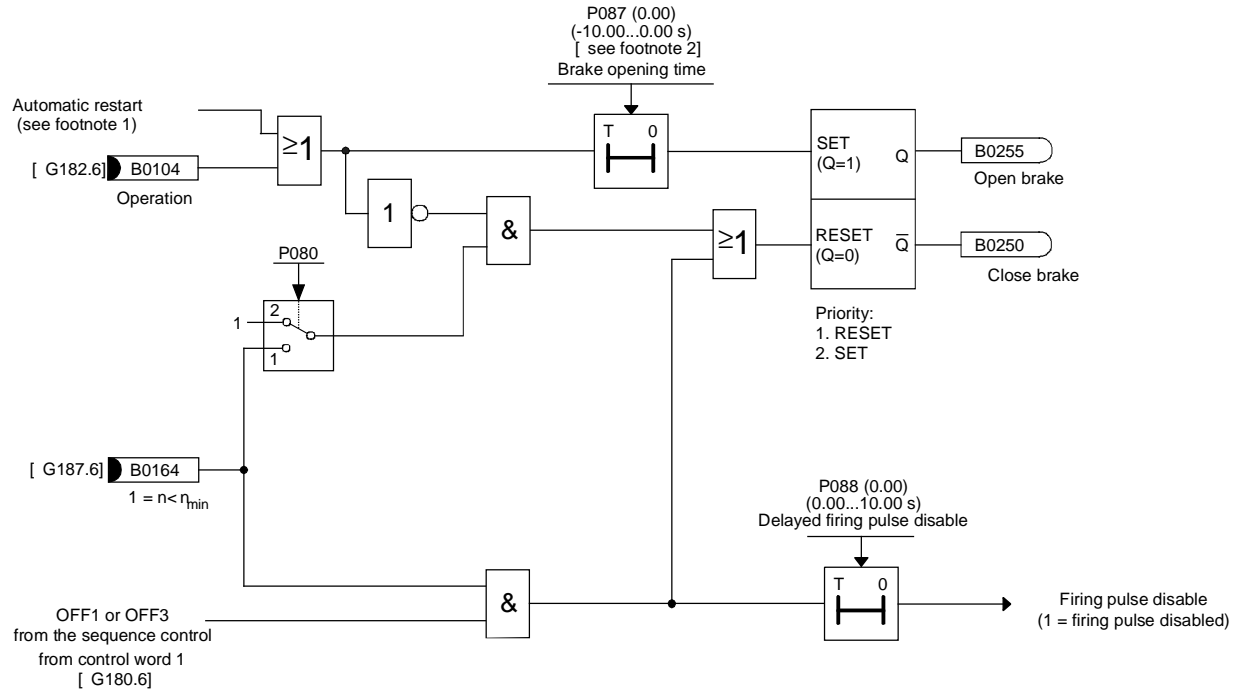 P087 (0.00)
(-10.00...0.00 s)
[ see footnote 2]
Brake opening time
Automatic restart
(see footnote 1)
≥1
T 0
SET
(Q=1)
Q
B0255
Open brake
[ G182.6]
B0104
Operation
1
&
≥1
RESET
(Q=0)
Q̅
B0250
Close brake
P080
2
1
1
Priority:
1. RESET
2. SET
[ G187.6]
B0164
1 = n< nmin
P088 (0.00)
(0.00...10.00 s)
Delayed firing pulse disable
T 0
&
Firing pulse disable
(1 = firing pulse disabled)
OFF1 or OFF3
from the sequence control
from control word 1
[ G180.6]